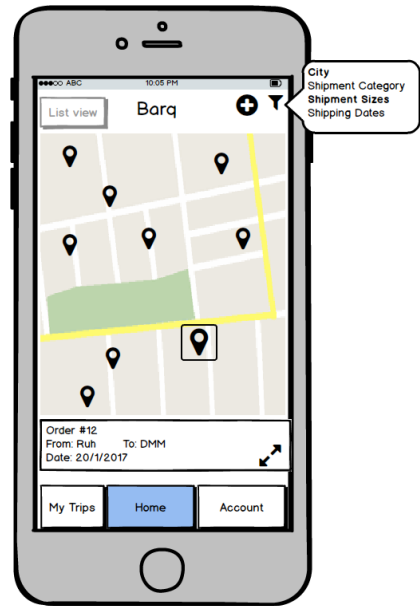 ABC 10:05 PM
List view
Barq
City
Shipment Category
Shipment Sizes
Shipping Dates
Order #12
From: Ruh To: DMM
Date: 20/1/2017
My Trips Home Account